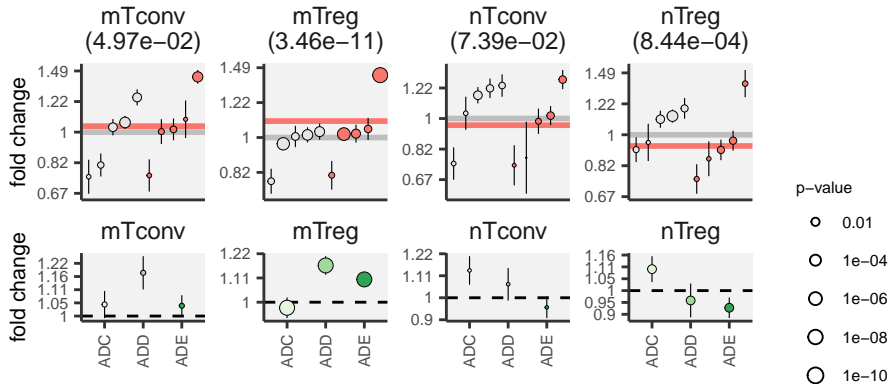 mTconv
(4.97e−02)
mTreg
(3.46e−11)
nTconv
(7.39e−02)
nTreg
(8.44e−04)
fold change
1.49
1.22
1
0.82
0.67
1.49
1.22
1
0.82
1.22
1
0.82
0.67
1.49
1.22
1
0.82
0.67
mTconv
mTreg
nTconv
nTreg
fold change
1.22
1.16
1.11
1.05
1
1.22
1.11
1
1.22
1.11
1
0.9
1.16
1.11
1.05
1
0.95
0.9
ADC
ADD
ADE
ADC
ADD
ADE
ADC
ADD
ADE
ADC
ADD
ADE
p−value
0.01
1e−04
1e−06
1e−08
1e−10